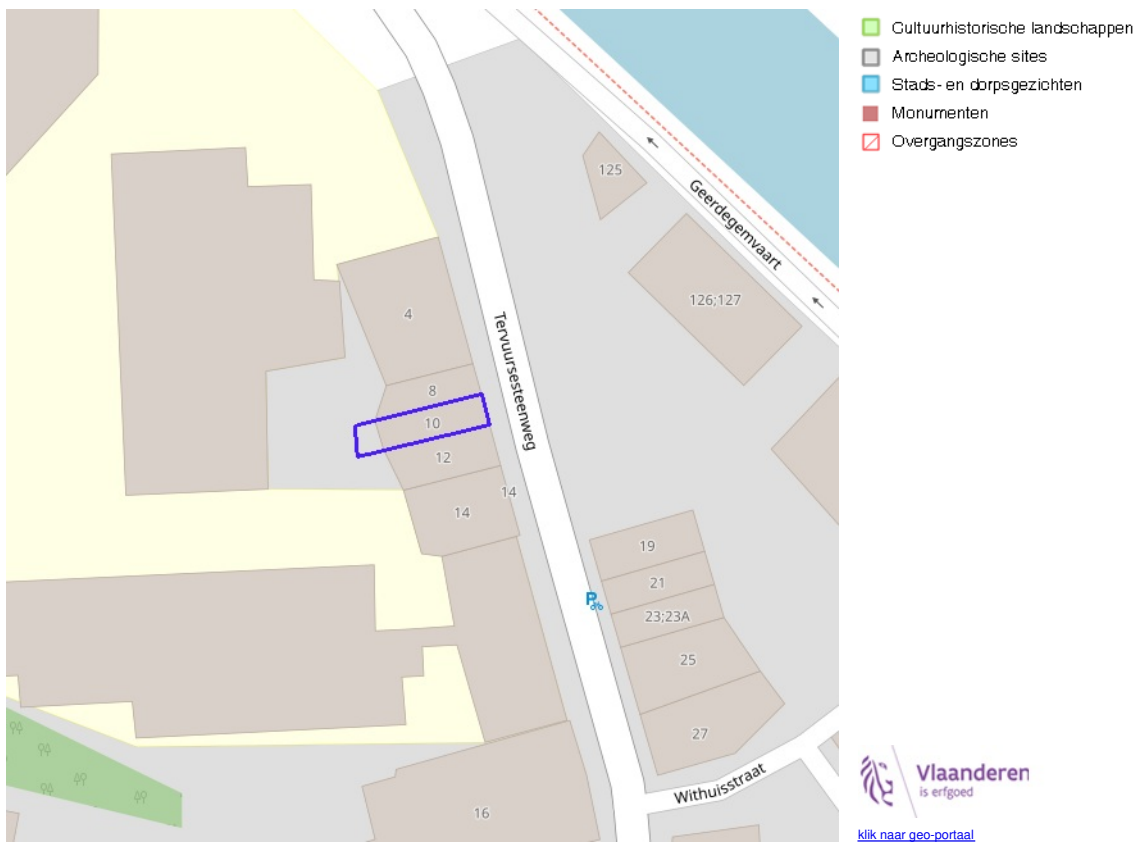 Cultuurhistorische landschappen
Archeologische sites
Stads- en dorpsgezichten
Monumenten
Overgangszones
125
Geerdegemvaart
126;127
4
Tervuursesteenweg
8
10
12
14
14
19
21
P
23;23A
25
27
Withuisstraat
16
Vlaanderen
is erfgoed
klik naar geo-portaal